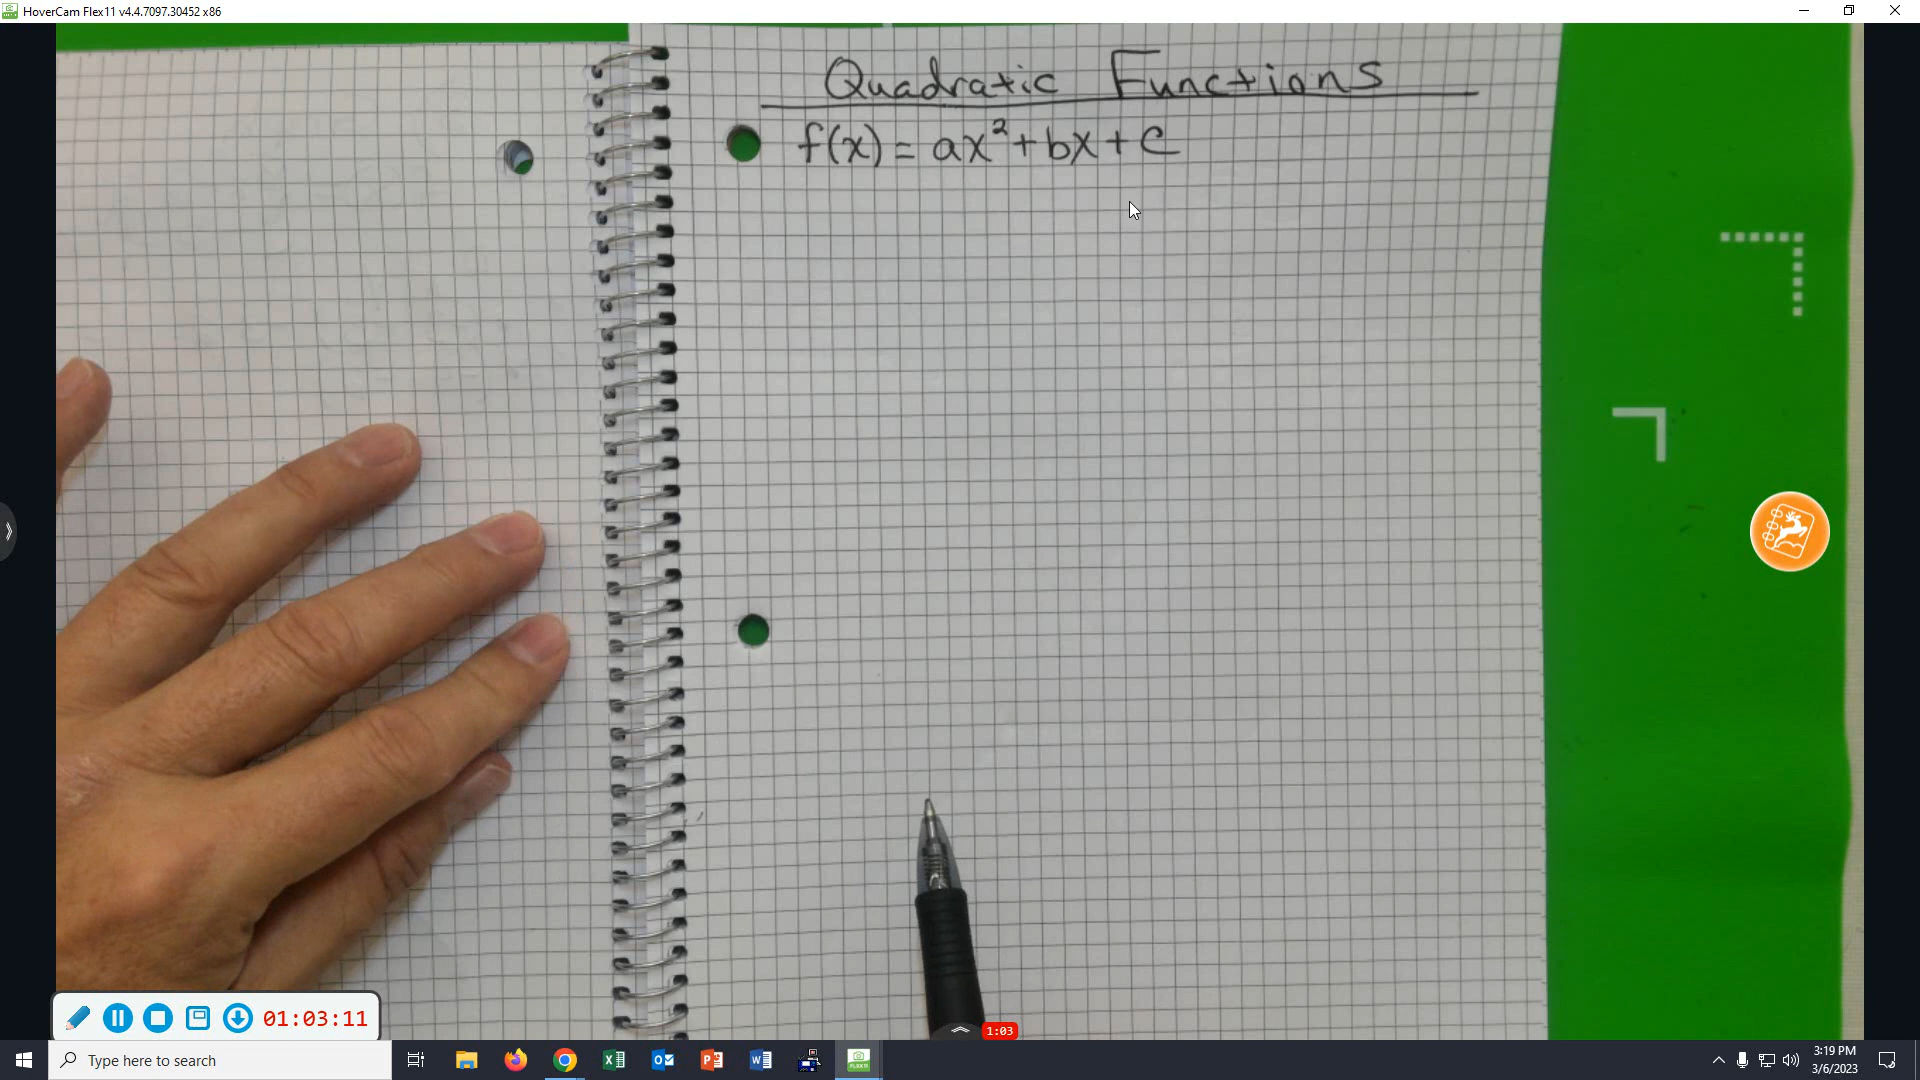 HoverCam Flex11 v4.4.7097.30452 x86
Quadratic Functions
f(x) = ax²+bx+c
01:03:11
1:03
Type here to search
3:19 PM
3/6/2023